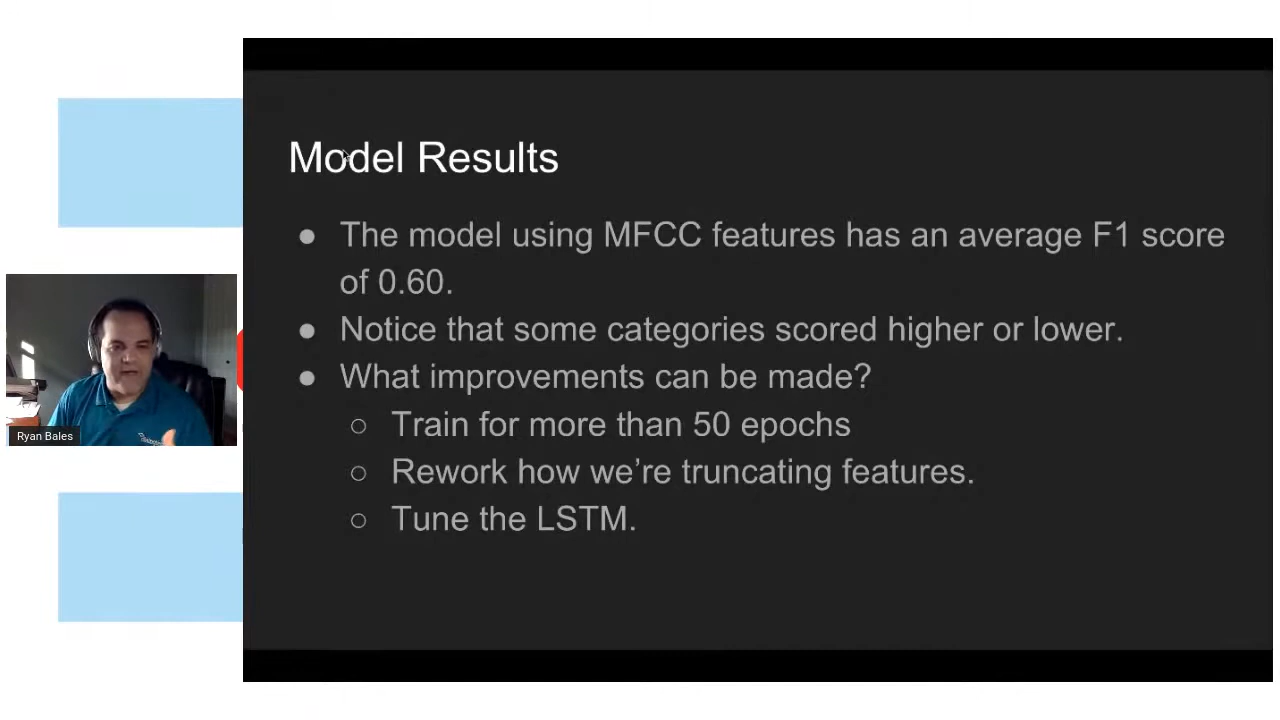 Model Results
● The model using MFCC features has an average F1 score
of 0.60.
● Notice that some categories scored higher or lower.
● What improvements can be made?
○ Train for more than 50 epochs
○ Rework how we’re truncating features.
○ Tune the LSTM.
Ryan Bales